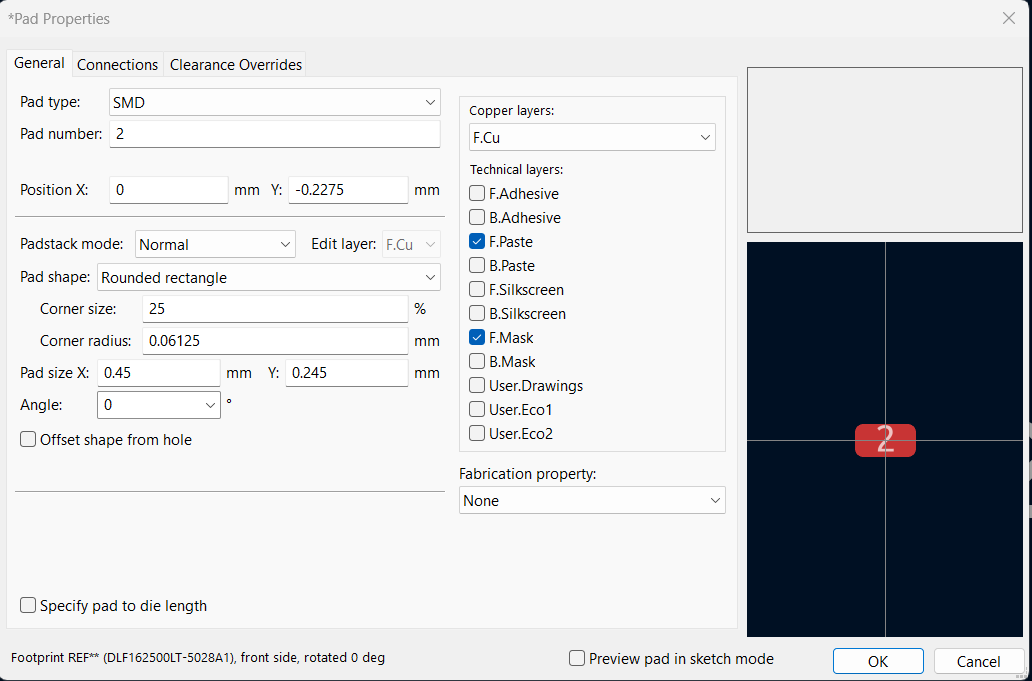 *Pad Properties
General Connections Clearance Overrides
Pad type: SMD
Pad number: 2
Position X: 0 mm Y: -0.2275 mm
Padstack mode: Normal Edit layer: F.Cu
Pad shape: Rounded rectangle
Corner size: 25 %
Corner radius: 0.06125 mm
Pad size X: 0.45 mm Y: 0.245 mm
Angle: 0 °
Offset shape from hole
Specify pad to die length
Copper layers:
F.Cu
Technical layers:
F.Adhesive
B.Adhesive
F.Paste
B.Paste
F.Silkscreen
B.Silkscreen
F.Mask
B.Mask
User.Drawings
User.Eco1
User.Eco2
Fabrication property:
None
2
Footprint REF** (DLF162500LT-5028A1), front side, rotated 0 deg
Preview pad in sketch mode
OK Cancel